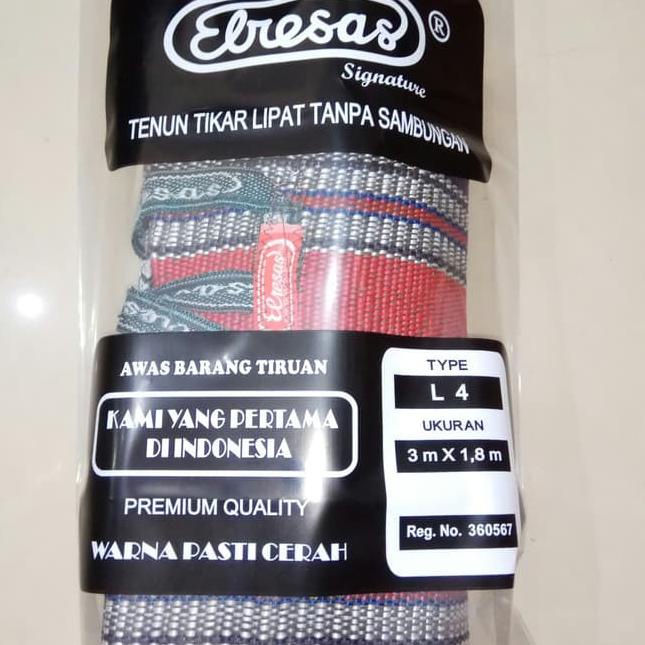 Elresas ®
Signature
TENUN TIKAR LIPAT TANPA SAMBUNGAN
Elresas
AWAS BARANG TIRUAN
KAMI YANG PERTAMA
DI INDONESIA
PREMIUM QUALITY
WARNA PASTI CERAH
TYPE
L 4
UKURAN
3 m X 1,8 m
Reg. No. 360567